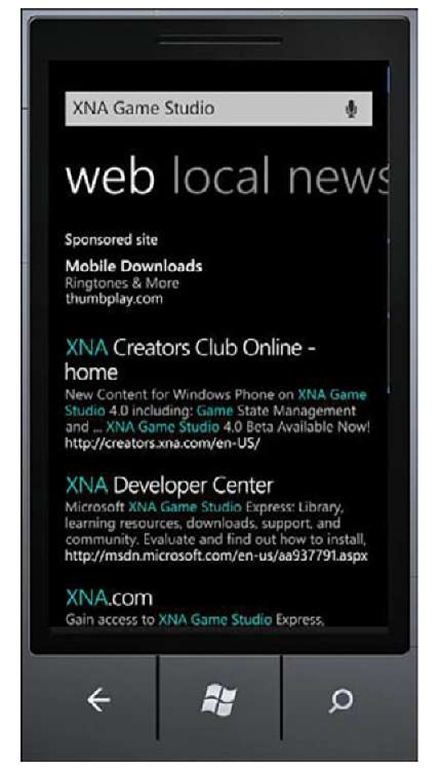 XNA Game Studio
web local news
Sponsored site
Mobile Downloads
Ringtones & More
thumbplay.com
XNA Creators Club Online -
home
New Content for Windows Phone on XNA Game
Studio 4.0 including: Game State Management
and ... XNA Game Studio 4.0 Beta Available Now!
http://creators.xna.com/en-US/
XNA Developer Center
Microsoft XNA Game Studio Express: Library,
learning resources, downloads, support, and
community. Evaluate and find out how to install,
http://msdn.microsoft.com/en-us/aa937791.aspx
XNA.com
Gain access to XNA Game Studio Express,